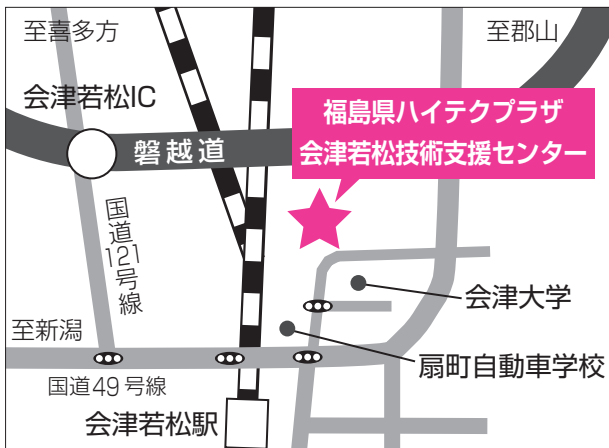 至喜多方
至郡山
会津若松IC
福島県ハイテクプラザ
会津若松技術支援センター
磐越道
国道121号線
会津大学
至新潟
扇町自動車学校
国道49号線
会津若松駅